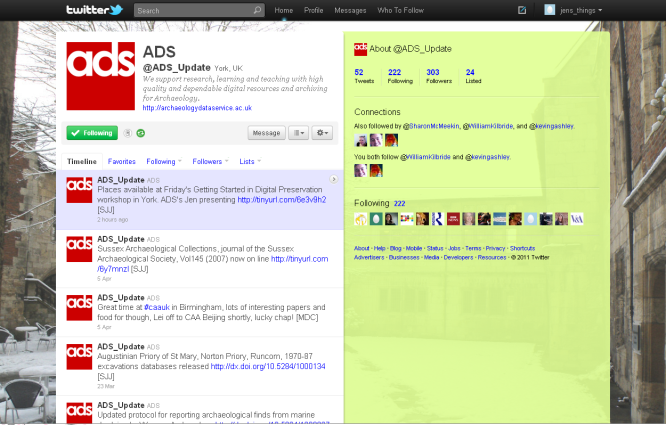 twitter
Search
Home Profile Messages Who To Follow
jens_things
ads
ADS
@ADS_Update York, UK
We support research, learning and teaching with high
quality and dependable digital resources and archiving
for Archaeology.
http://archaeologydataservice.ac.uk
Following
Message
Timeline Favorites Following Followers Lists
ads
ADS_Update ADS
Places available at Friday's Getting Started in Digital Preservation
workshop in York. ADS's Jen presenting http://tinyurl.com/6e3v9h2
[SJJ]
2 hours ago
ads
ADS_Update ADS
Sussex Archaeological Collections, journal of the Sussex
Archaeological Society, Vol145 (2007) now on line http://tinyurl.com
/6y7mnzl [SJJ]
5 Apr
ads
ADS_Update ADS
Great time at #caauk in Birmingham, lots of interesting papers and
food for though, Lei off to CAA Beijing shortly, lucky chap! [MDC]
5 Apr
ads
ADS_Update ADS
Augustinian Priory of St Mary, Norton Priory, Runcorn, 1970-87
excavations databases released http://dx.doi.org/10.5284/1000134
[SJJ]
23 Mar
ads
ADS_Update ADS
Updated protocol for reporting archaeological finds from marine
ads About @ADS_Update
52 222 303 24
Tweets Following Followers Listed
Connections
Also followed by @SharonMcMeekin, @WilliamKilbride, and @kevingashley.
You both follow @WilliamKilbride and @kevingashley.
Following 222
V&A
About · Help · Blog · Mobile · Status · Jobs · Terms · Privacy · Shortcuts
Advertisers · Businesses · Media · Developers · Resources · © 2011 Twitter